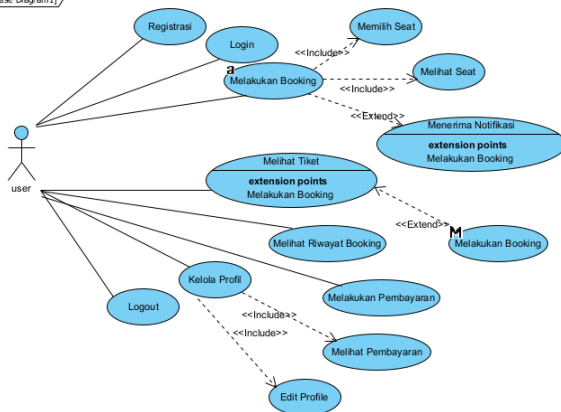 Registrasi
Memilih Seat
Login
<<Include>>
a
Melakukan Booking
Melihat Seat
<<Include>>
<<Extend>>
Menerima Notifikasi
extension points
Melakukan Booking
user
Melihat Tiket
extension points
Melakukan Booking
<<Extend>>
M
Melihat Riwayat Booking
Melakukan Booking
Kelola Profil
Melakukan Pembayaran
Logout
<<Include>>
<<Include>>
Melihat Pembayaran
Edit Profile